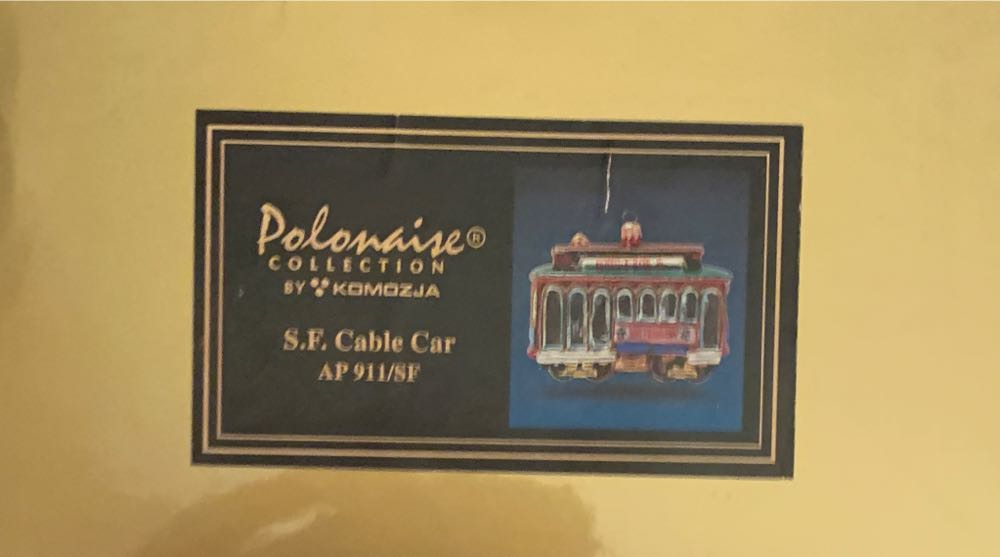 Polonaise®
COLLECTION
BY KOMOZJA
S.F. Cable Car
AP 911/SF